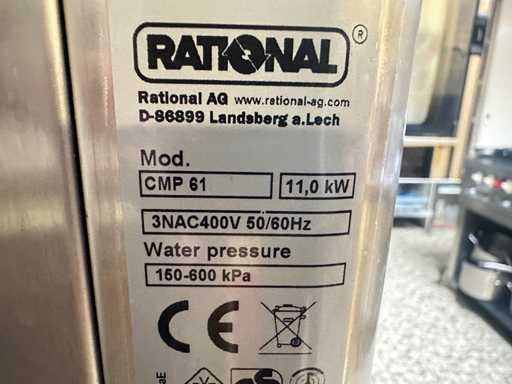 RATIONAL ®
Rational AG www.rational-ag.com
D-86899 Landsberg a.Lech
Mod.
CMP 61 11,0 kW
3NAC400V 50/60Hz
Water pressure
150-600 kPa
CE